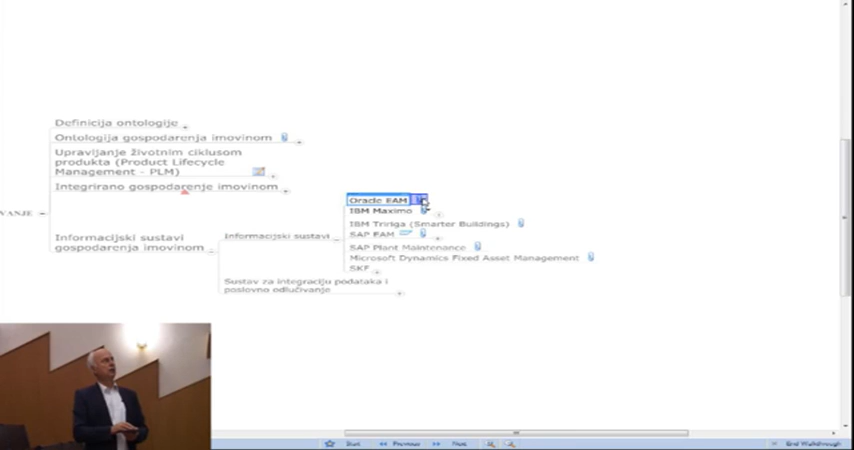 Definicija ontologije
Ontologija gospodarenja imovinom
Upravljanje životnim ciklusom
produkta (Product Lifecycle
Management - PLM)
Integrirano gospodarenje imovinom
VANJE
Informacijski sustavi
gospodarenja imovinom
Informacijski sustavi
Oracle EAM
IBM Maximo
IBM Tririga (Smarter Buildings)
SAP EAM
SAP Plant Maintenance
Microsoft Dynamics Fixed Asset Management
SKF
Sustav za integraciju podataka i
poslovno odlučivanje
Start
Previous
Next
End Walkthrough